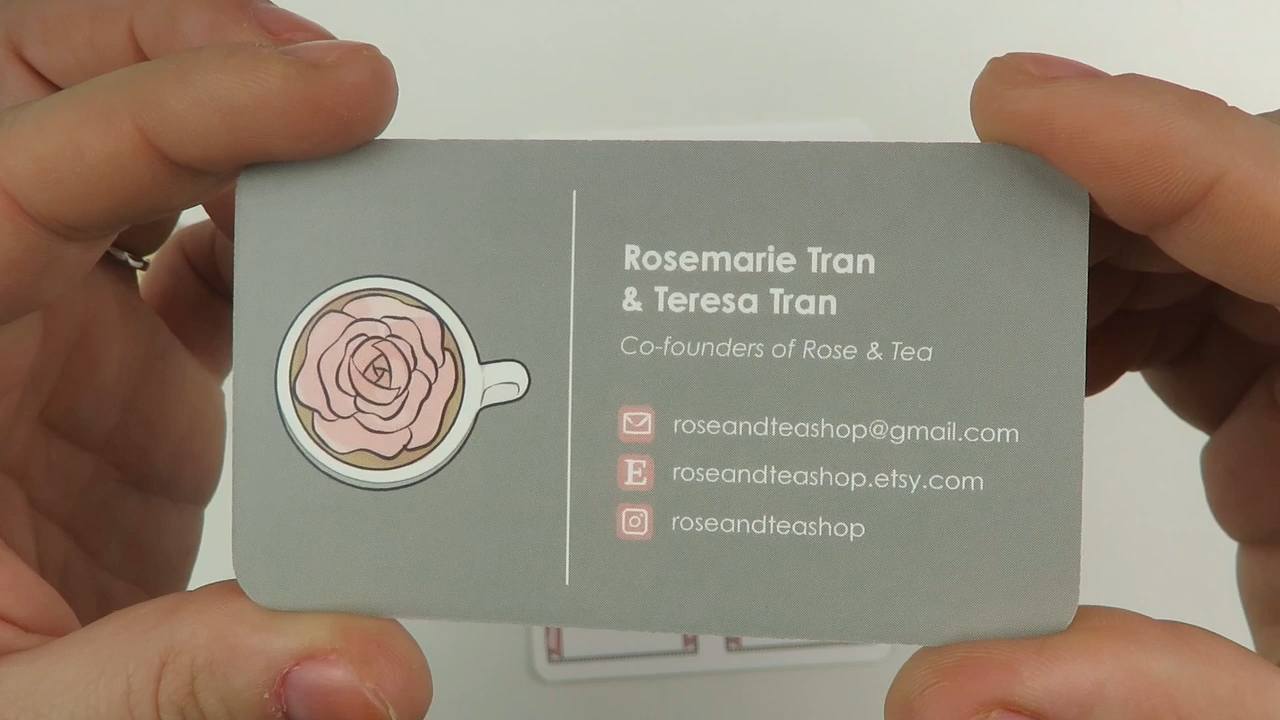 Rosemarie Tran
& Teresa Tran
Co-founders of Rose & Tea
roseandteashop@gmail.com
E roseandteashop.etsy.com
roseandteashop